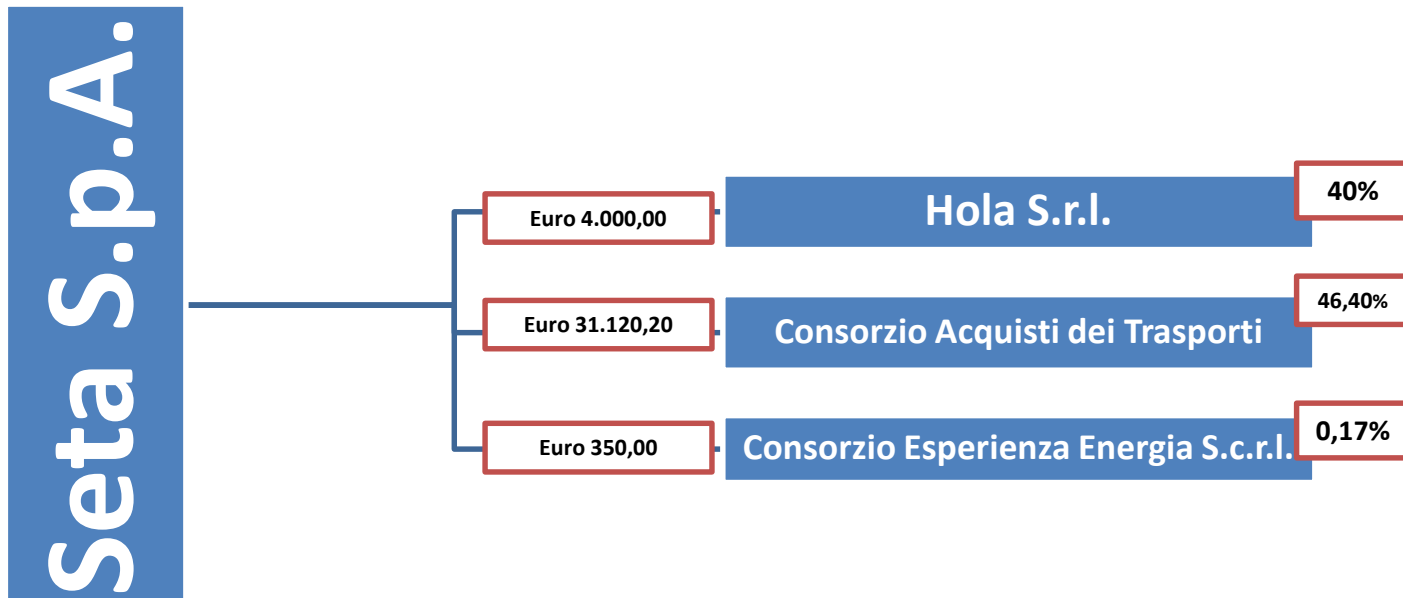 Seta S.p.A.
Euro 4.000,00
Hola S.r.l.
40%
Euro 31.120,20
Consorzio Acquisti dei Trasporti
46,40%
Euro 350,00
Consorzio Esperienza Energia S.c.r.l.
0,17%